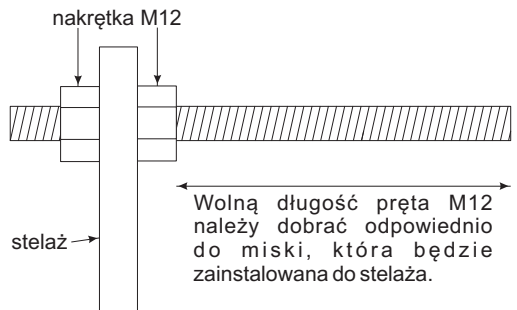 nakrętka M12
Wolną długość pręta M12
należy dobrać odpowiednio
do miski, która będzie
zainstalowana do stelaża.
stelaż